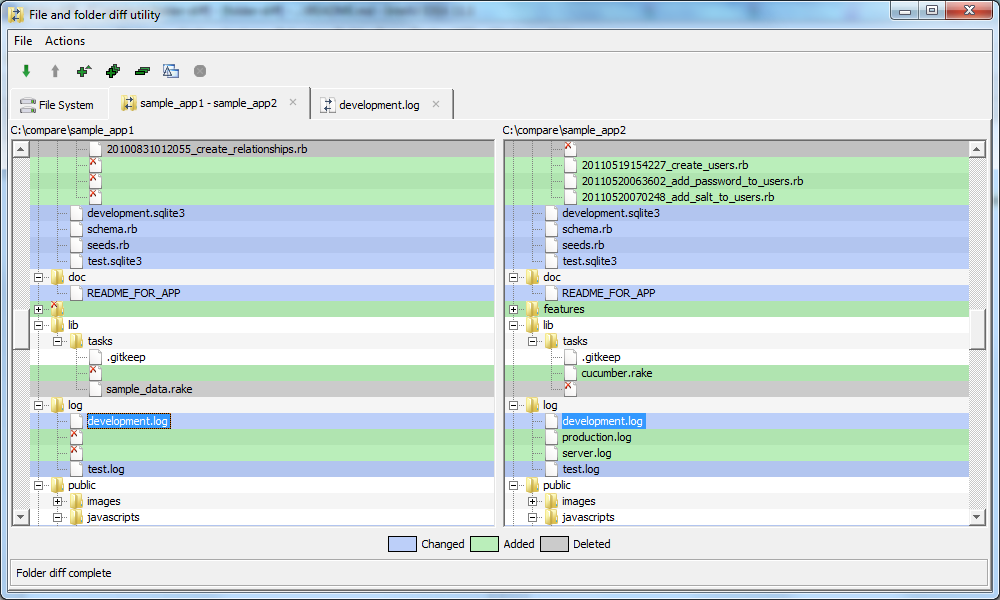 File and folder diff utility
File Actions
File System
sample_app1 - sample_app2
development.log
C:\compare\sample_app1
20100831012055_create_relationships.rb
development.sqlite3
schema.rb
seeds.rb
test.sqlite3
doc
README_FOR_APP
lib
tasks
.gitkeep
sample_data.rake
log
development.log
test.log
public
images
javascripts
C:\compare\sample_app2
20110519154227_create_users.rb
20110520063602_add_password_to_users.rb
20110520070248_add_salt_to_users.rb
development.sqlite3
schema.rb
seeds.rb
test.sqlite3
doc
README_FOR_APP
features
lib
tasks
.gitkeep
cucumber.rake
log
development.log
production.log
server.log
test.log
public
images
javascripts
Changed Added Deleted
Folder diff complete